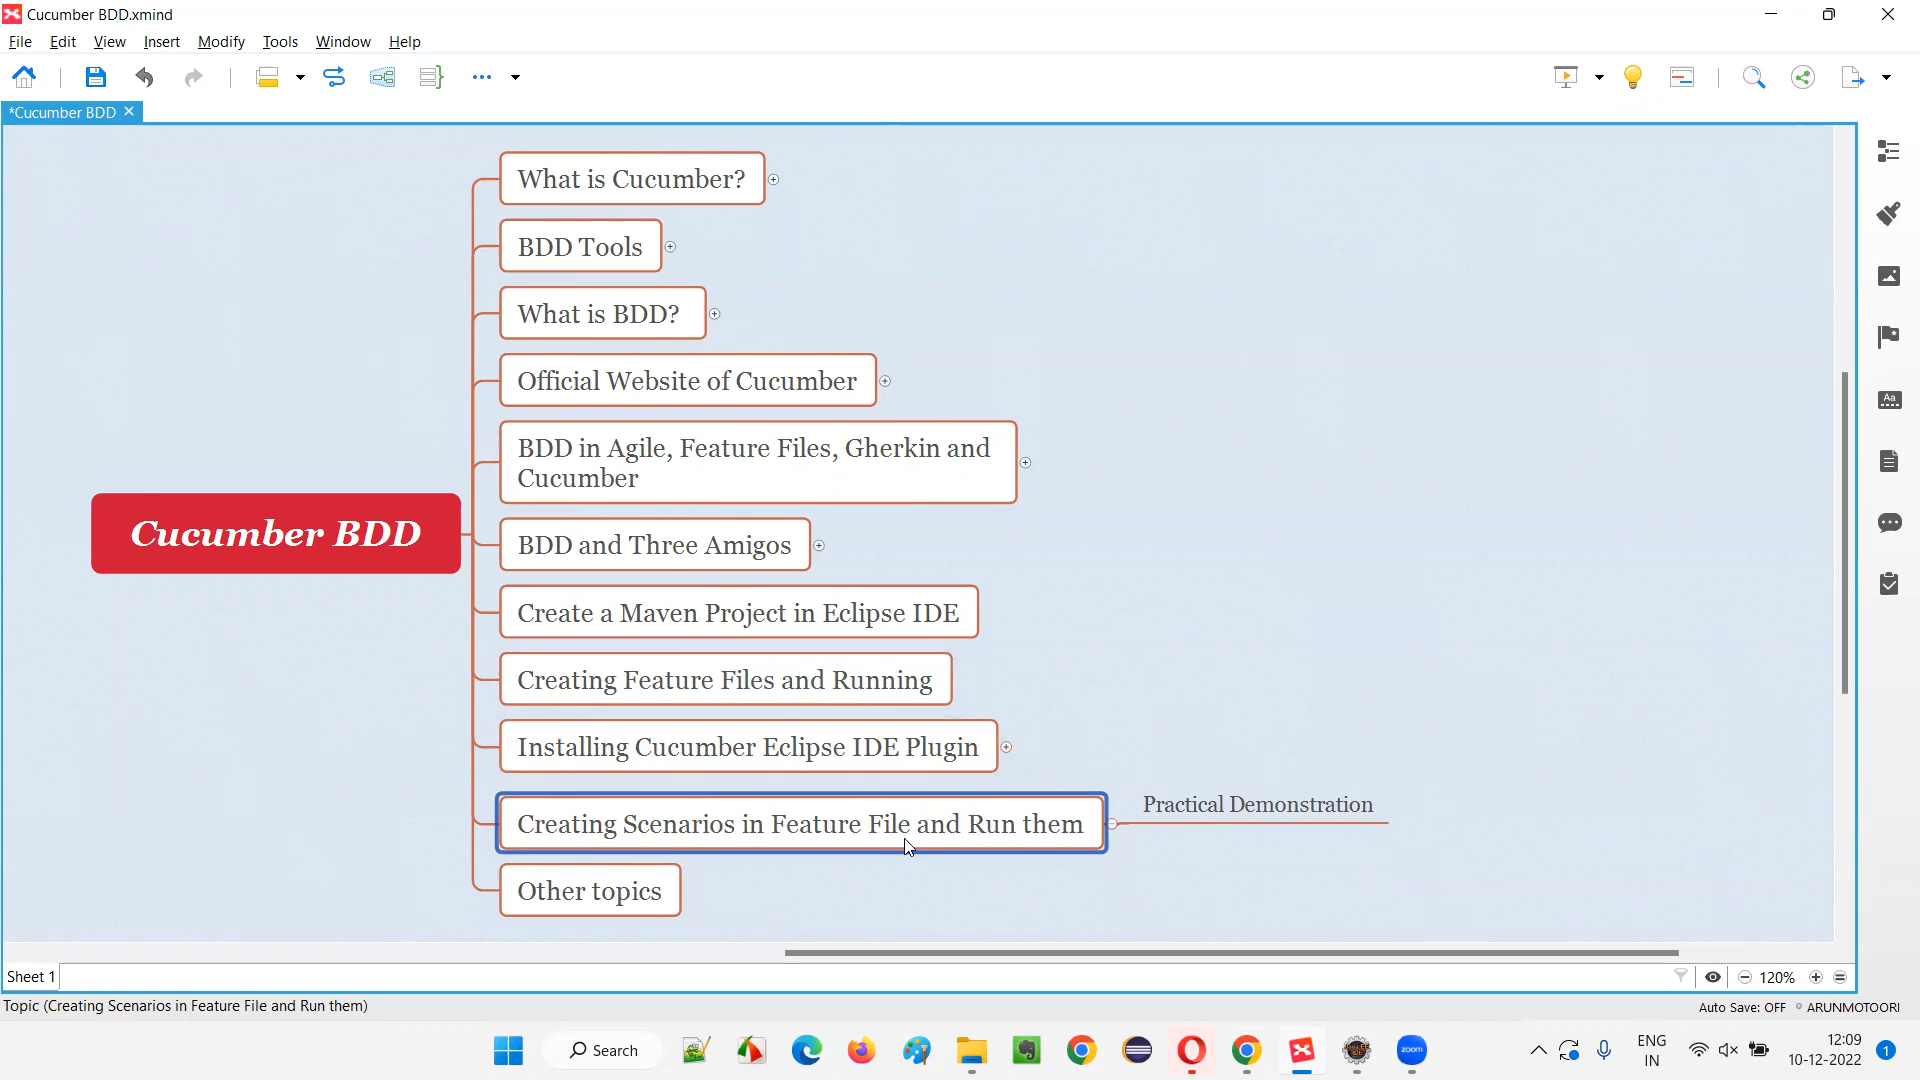 Cucumber BDD.xmind
File Edit View Insert Modify Tools Window Help
*Cucumber BDD
What is Cucumber?
BDD Tools
What is BDD?
Official Website of Cucumber
BDD in Agile, Feature Files, Gherkin and
Cucumber
Cucumber BDD
BDD and Three Amigos
Create a Maven Project in Eclipse IDE
Creating Feature Files and Running
Installing Cucumber Eclipse IDE Plugin
Creating Scenarios in Feature File and Run them
Practical Demonstration
Other topics
Sheet 1
120%
Topic (Creating Scenarios in Feature File and Run them)
Auto Save: OFF
ARUNMOTOORI
Search
zoom
ENG
IN
12:09
10-12-2022
1